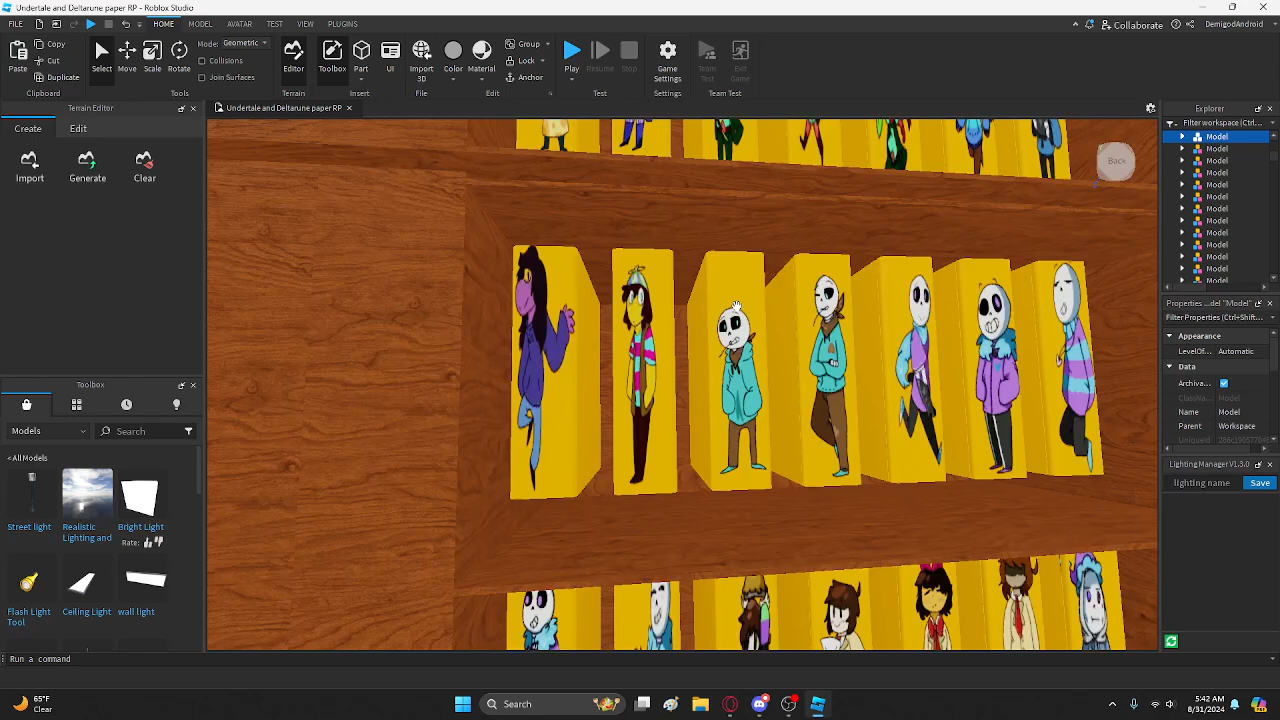 Undertale and Deltarune paper RP - Roblox Studio
FILE HOME MODEL AVATAR TEST VIEW PLUGINS Collaborate DemigodAndroid
Paste Copy Cut Duplicate Clipboard
Select Move Scale Rotate Mode: Geometric Collisions Join Surfaces Tools
Editor Terrain
Toolbox Part UI Insert
Import 3D File
Color Material Group Lock Anchor Edit
Play Resume Stop Test
Game Settings Settings
Team Test Exit Game Team Test
Terrain Editor
Create Edit
Import Generate Clear
Undertale and Deltarune paper RP
Back
Explorer
Filter workspace (Ctrl+...
Model
Model
Model
Model
Model
Model
Model
Model
Model
Model
Model
Model
Model
Properties ...del "Model"
Filter Properties (Ctrl+Shift...
Appearance
LevelOf... Automatic
Data
Archiva...
ClassNa... Model
Name Model
Parent Workspace
Lighting Manager V1.3.0
lighting name Save
Toolbox
Models Search
<All Models
Street light
Realistic Lighting and
Bright Light
Rate:
Flash Light Tool
Ceiling Light
wall light
Run a command
65°F
Clear
Search
5:42 AM
8/31/2024